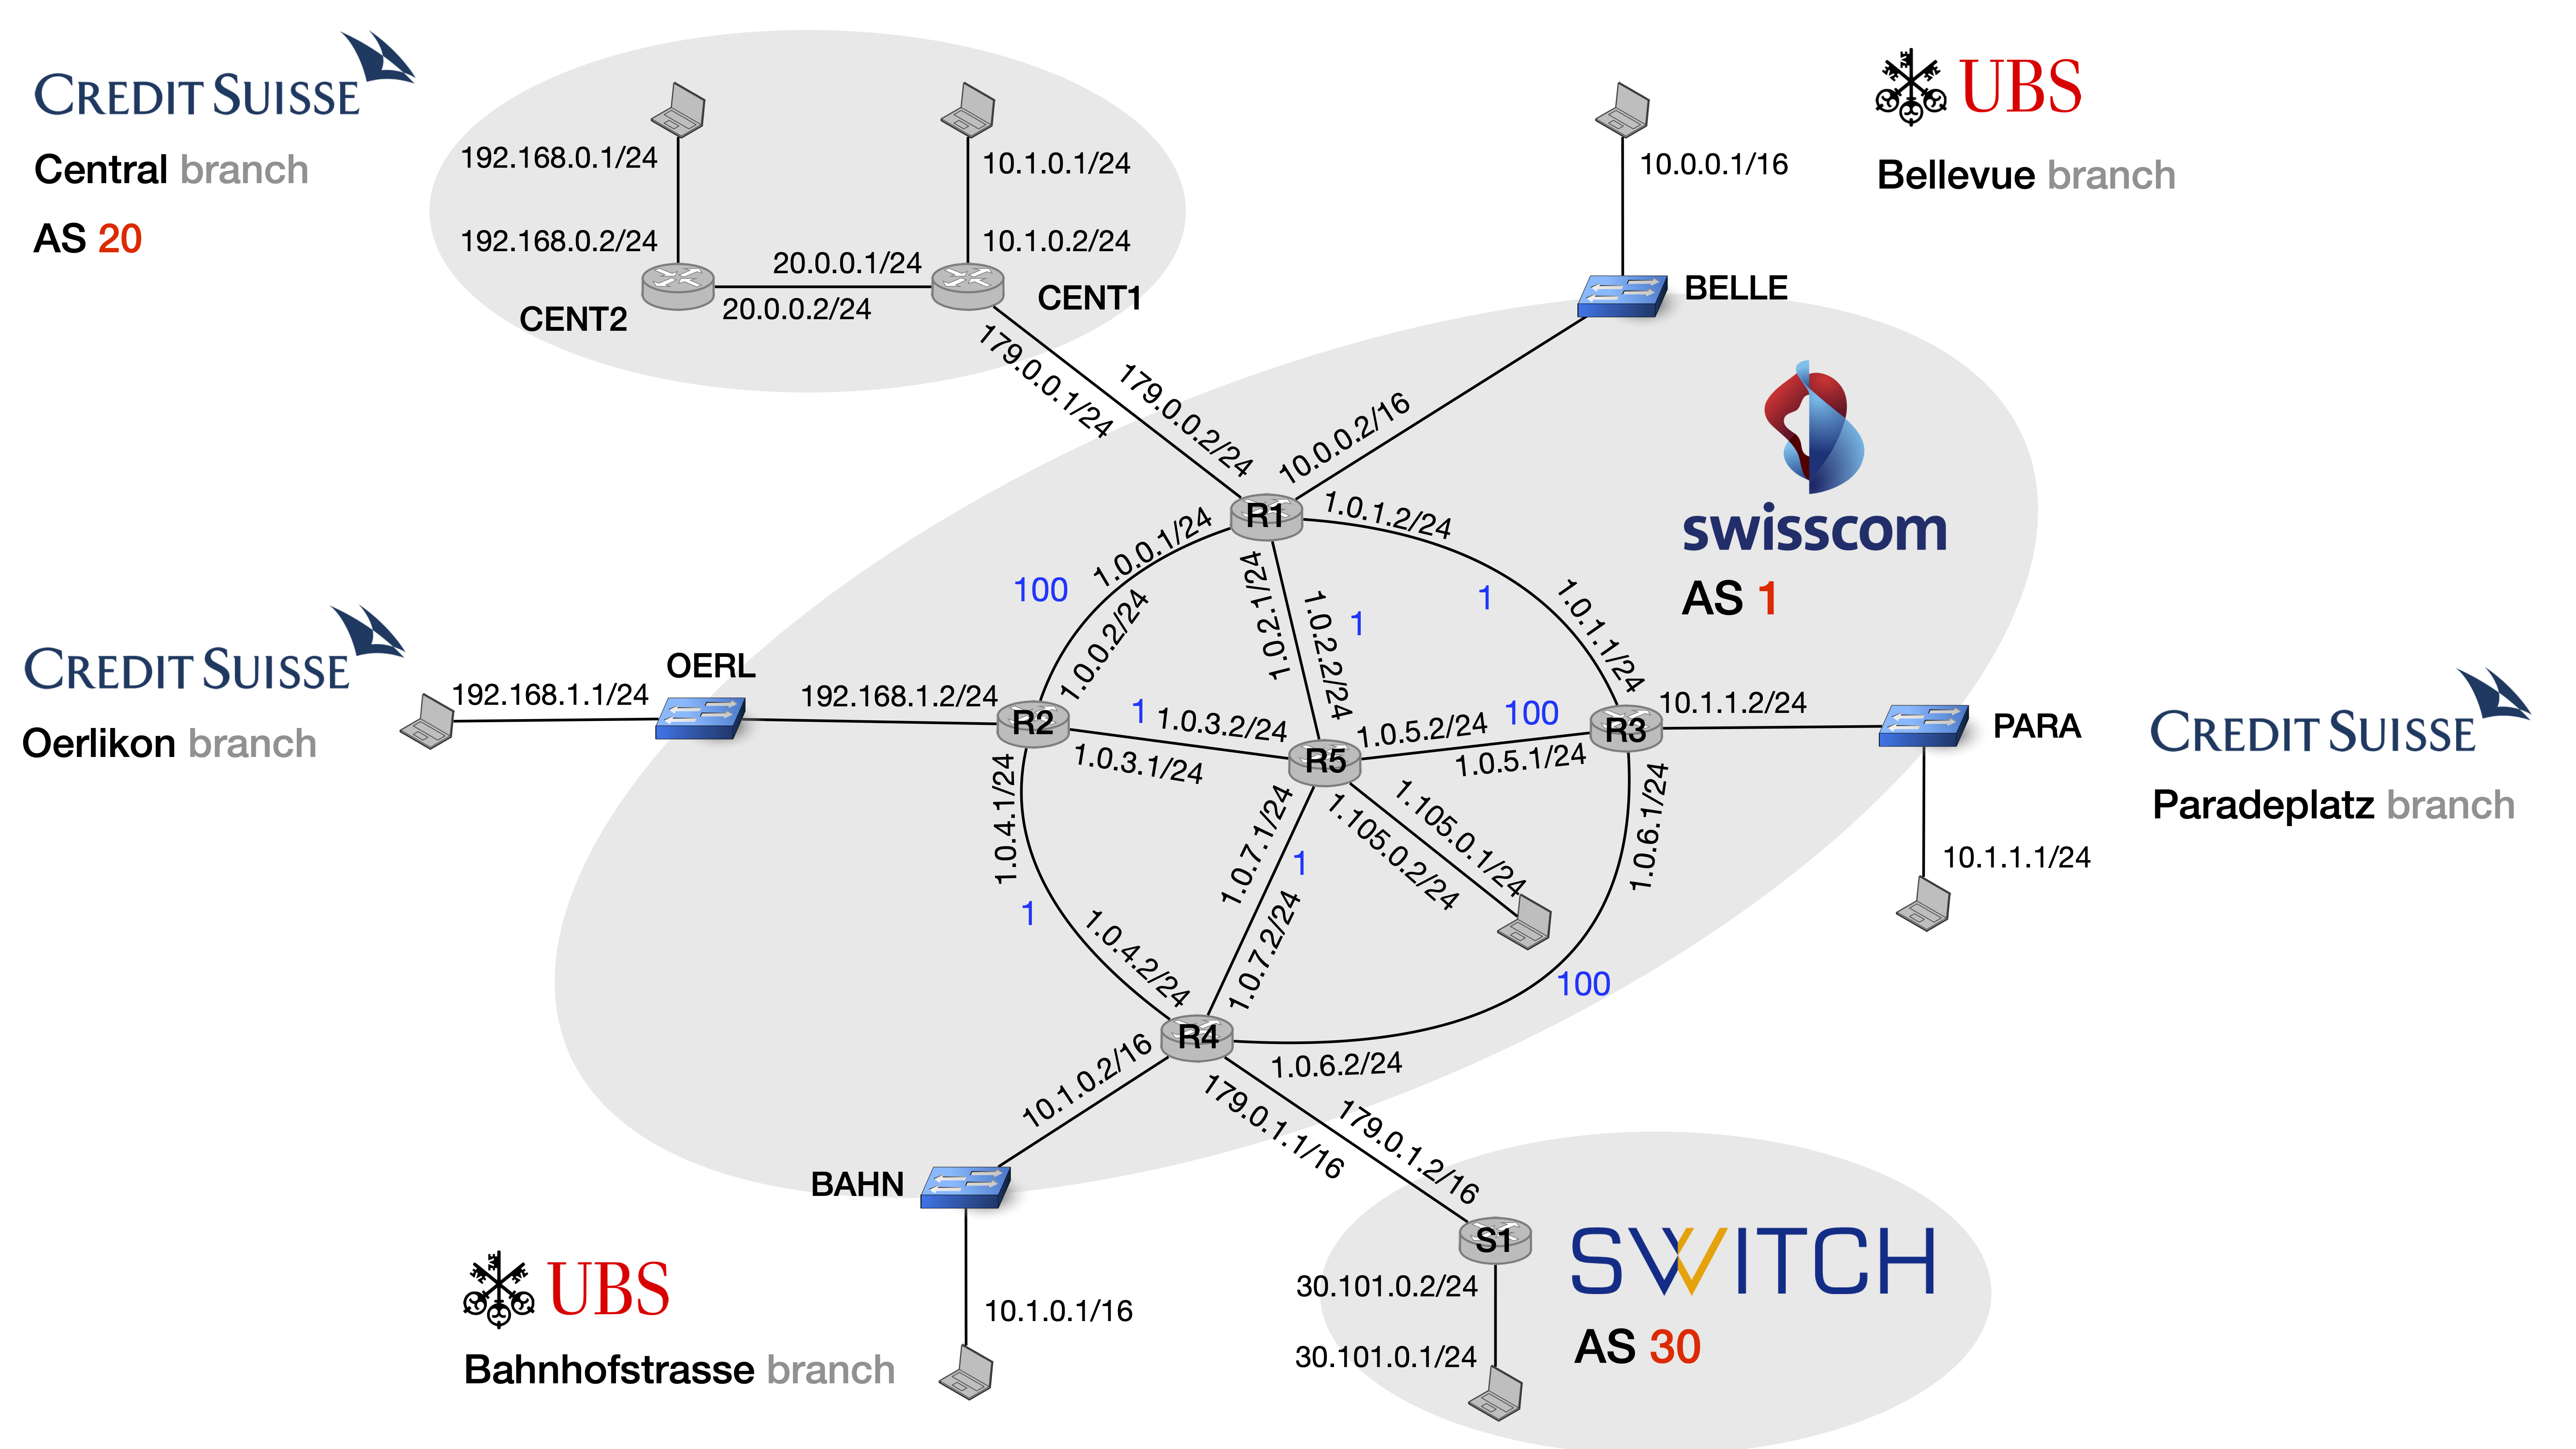 CREDIT SUISSE
Central branch
AS 20
192.168.0.1/24
10.1.0.1/24
192.168.0.2/24
10.1.0.2/24
20.0.0.1/24
20.0.0.2/24
CENT2
CENT1
179.0.0.1/24
179.0.0.2/24
UBS
Bellevue branch
10.0.0.1/16
BELLE
10.0.0.2/16
swisscom
AS 1
R1
1.0.0.1/24
1.0.1.2/24
100
1.0.0.2/24
1.0.2.1/24
1.0.2.2/24
1
1
1.0.1.1/24
CREDIT SUISSE
Oerlikon branch
OERL
192.168.1.1/24
192.168.1.2/24
R2
1
1.0.3.2/24
1.0.3.1/24
R5
1.0.5.2/24
100
1.0.5.1/24
R3
10.1.1.2/24
PARA
CREDIT SUISSE
Paradeplatz branch
10.1.1.1/24
1.0.4.1/24
1
1.0.4.2/24
1.0.7.1/24
1
1.0.7.2/24
1.105.0.1/24
1.105.0.2/24
1.0.6.1/24
100
R4
1.0.6.2/24
10.1.0.2/16
179.0.1.1/16
179.0.1.2/16
BAHN
UBS
Bahnhofstrasse branch
10.1.0.1/16
S1
30.101.0.2/24
30.101.0.1/24
SWITCH
AS 30